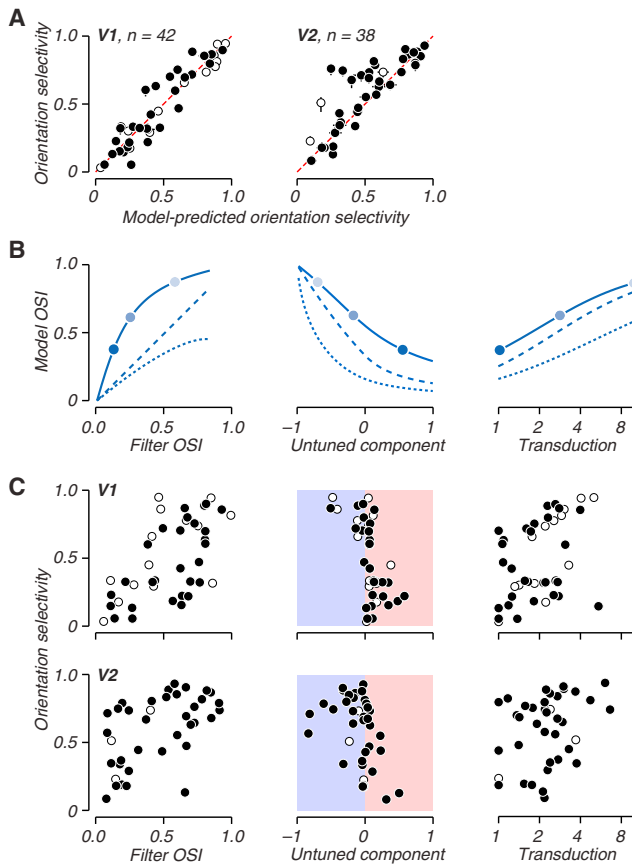 A
V1, n = 42
V2, n = 38
Orientation selectivity
1.0
0.5
0
0
0.5
1.0
0
0.5
1.0
Model-predicted orientation selectivity
B
Model OSI
1.0
0.5
0
0.0
0.5
1.0
Filter OSI
−1
0
1
Untuned component
1
2
4
8
Transduction
C
V1
Orientation selectivity
1.0
0.5
0
V2
1.0
0.5
0
0.0
0.5
1.0
Filter OSI
−1
0
1
Untuned component
1
2
4
8
Transduction